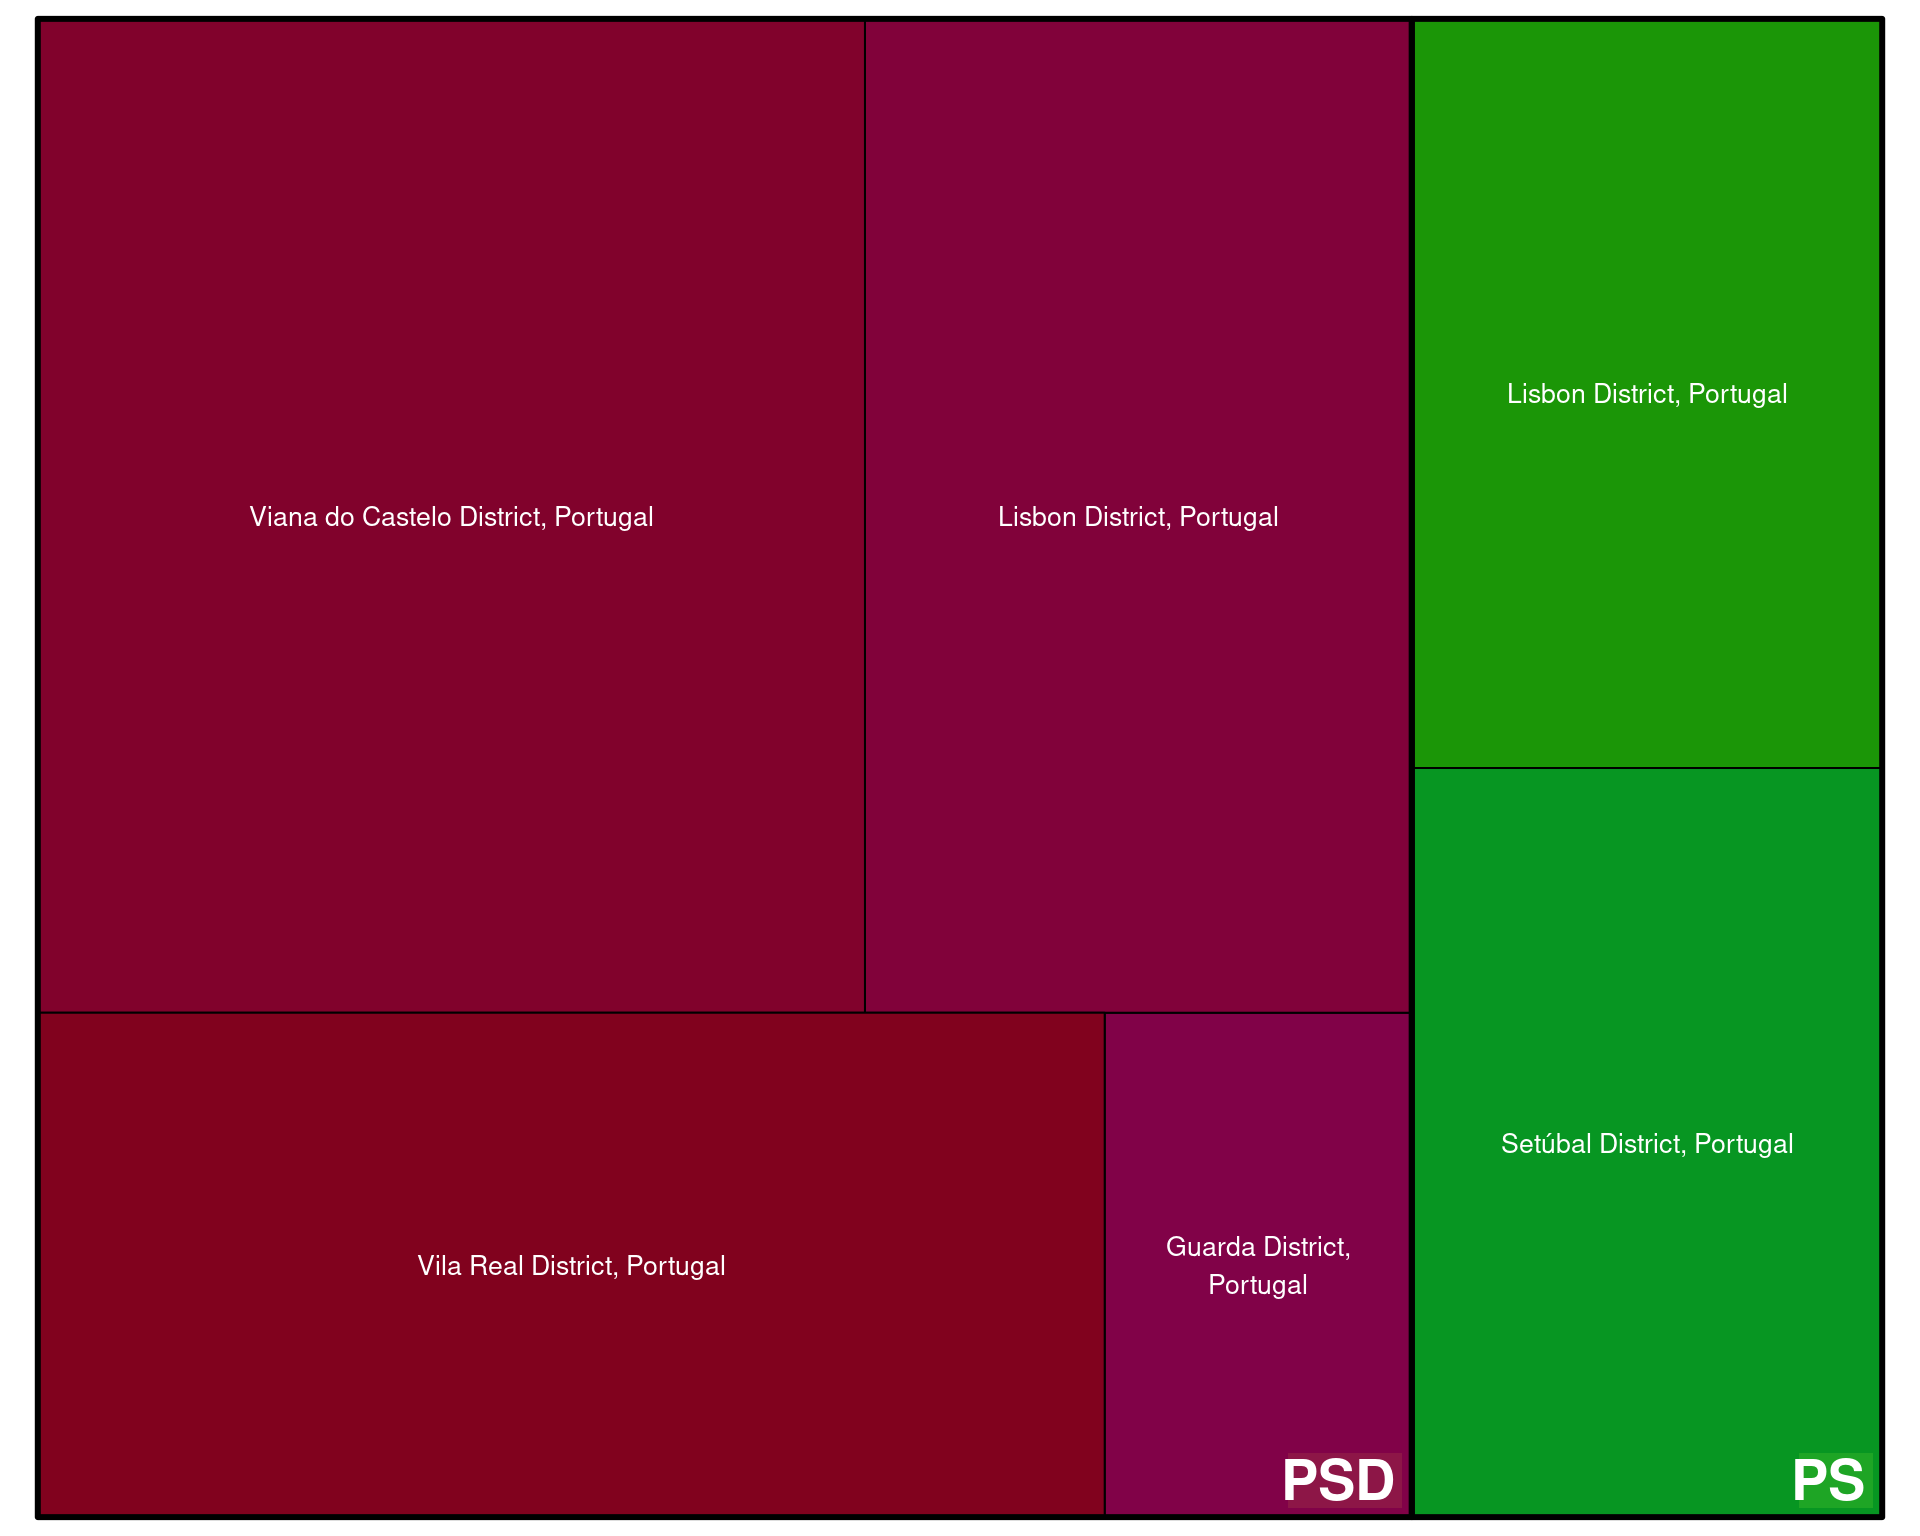 Viana do Castelo District, Portugal
Lisbon District, Portugal
Lisbon District, Portugal
Setúbal District, Portugal
Vila Real District, Portugal
Guarda District,
Portugal
PSD
PS